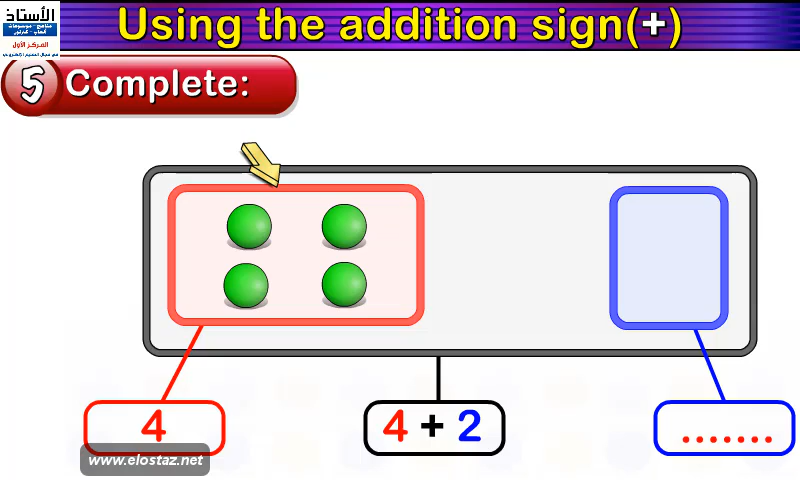 الأستاذ
المركز الأول
Using the addition sign(+)
5 Complete:
4
4 + 2
.......
www.elostaz.net